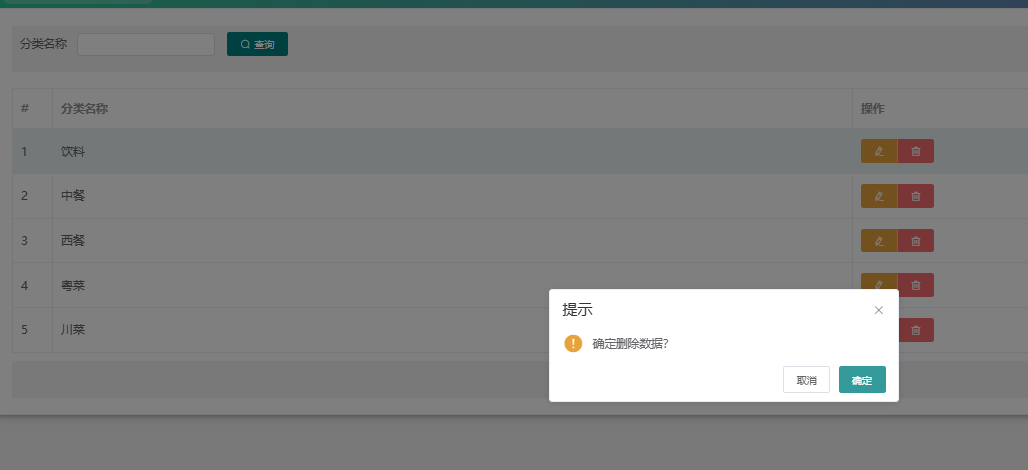 分类名称 查询
# 分类名称 操作
1 饮料
2 中餐
3 西餐
4 粤菜
5 川菜
提示
确定删除数据?
取消 确定